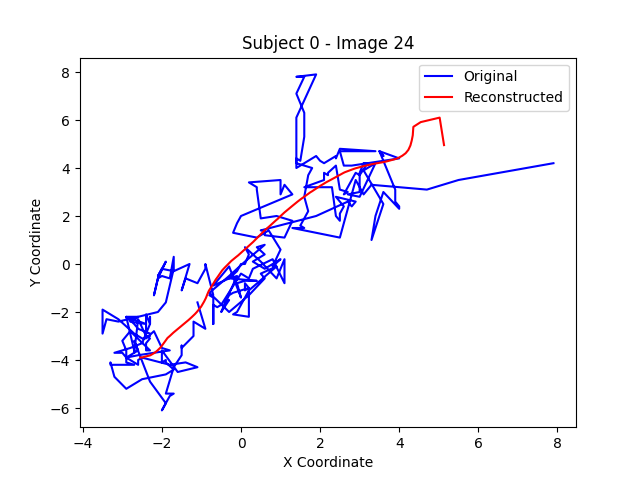 Subject 0 - Image 24
Original
Reconstructed
Y Coordinate
8
6
4
2
0
−2
−4
−6
−4 −2 0 2 4 6 8
X Coordinate